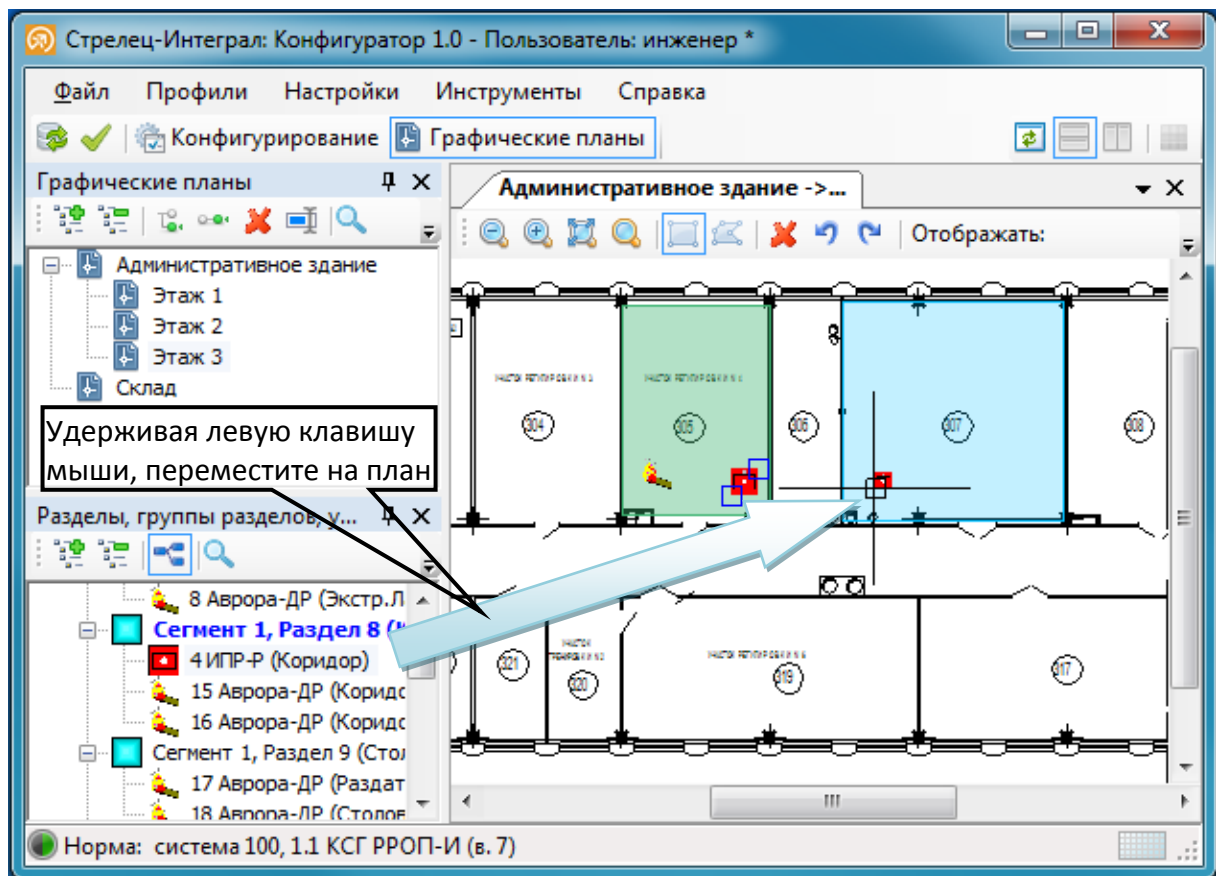 Стрелец-Интеграл: Конфигуратор 1.0 - Пользователь: инженер *
Файл Профили Настройки Инструменты Справка
Конфигурирование Графические планы
Графические планы
Административное здание ->...
Отображать:
Административное здание
Этаж 1
Этаж 2
Этаж 3
Склад
Удерживая левую клавишу
мыши, переместите на план
Разделы, группы разделов, у...
8 Аврора-ДР (Экстр.Л
Сегмент 1, Раздел 8 (К
4 ИПР-Р (Коридор)
15 Аврора-ДР (Коридо
16 Аврора-ДР (Коридо
Сегмент 1, Раздел 9 (Стол
17 Аврора-ДР (Раздат
18 Аврора-ДР (Столов
304 305 306 307 308
321 320 319 317
Норма: система 100, 1.1 КСГ РРОП-И (в. 7)